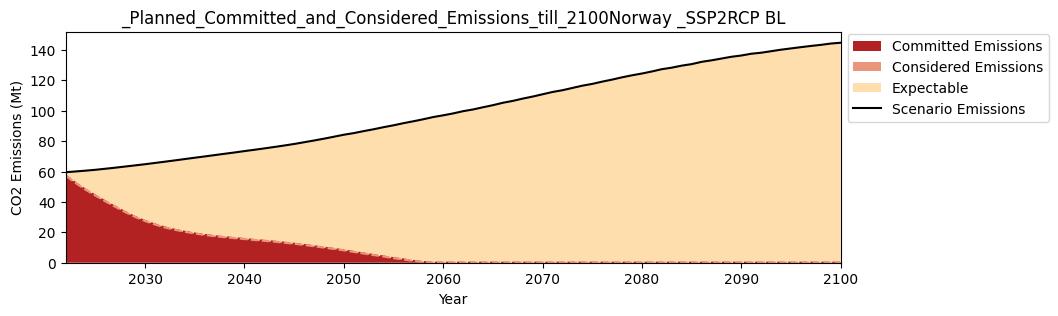 _Planned_Committed_and_Considered_Emissions_till_2100Norway _SSP2RCP BL
CO2 Emissions (Mt)
140
120
100
80
60
40
20
0
2030 2040 2050 2060 2070 2080 2090 2100
Year
Committed Emissions
Considered Emissions
Expectable
Scenario Emissions